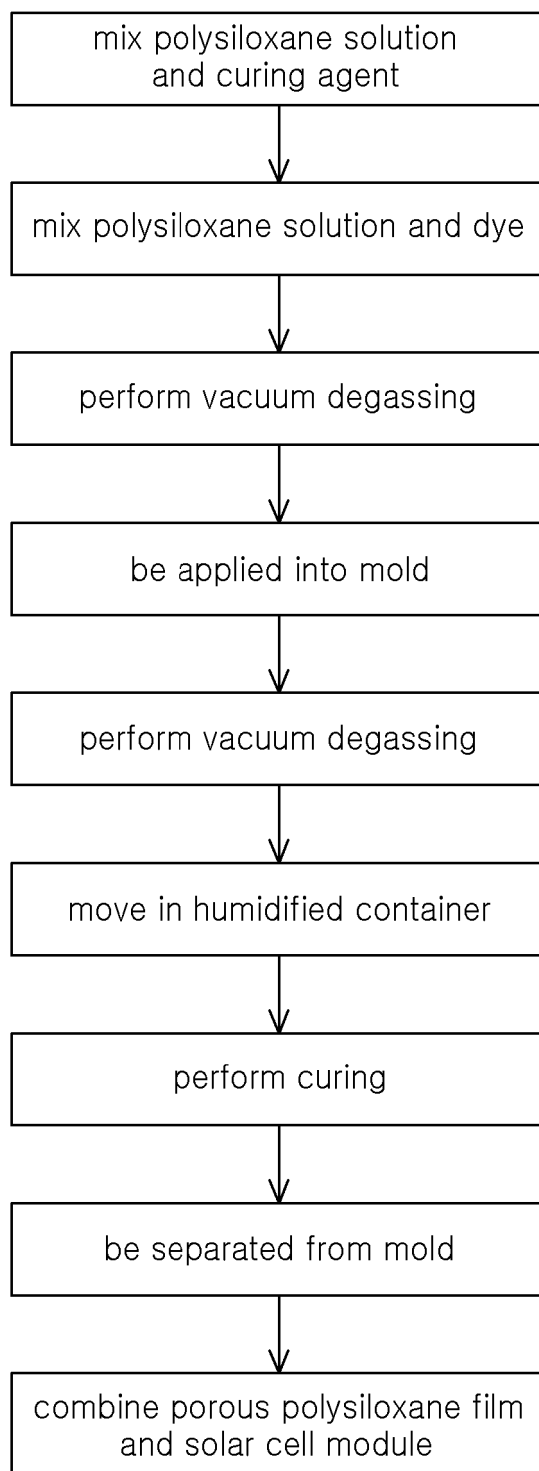 mix polysiloxane solution
and curing agent
mix polysiloxane solution and dye
perform vacuum degassing
be applied into mold
perform vacuum degassing
move in humidified container
perform curing
be separated from mold
combine porous polysiloxane film
and solar cell module